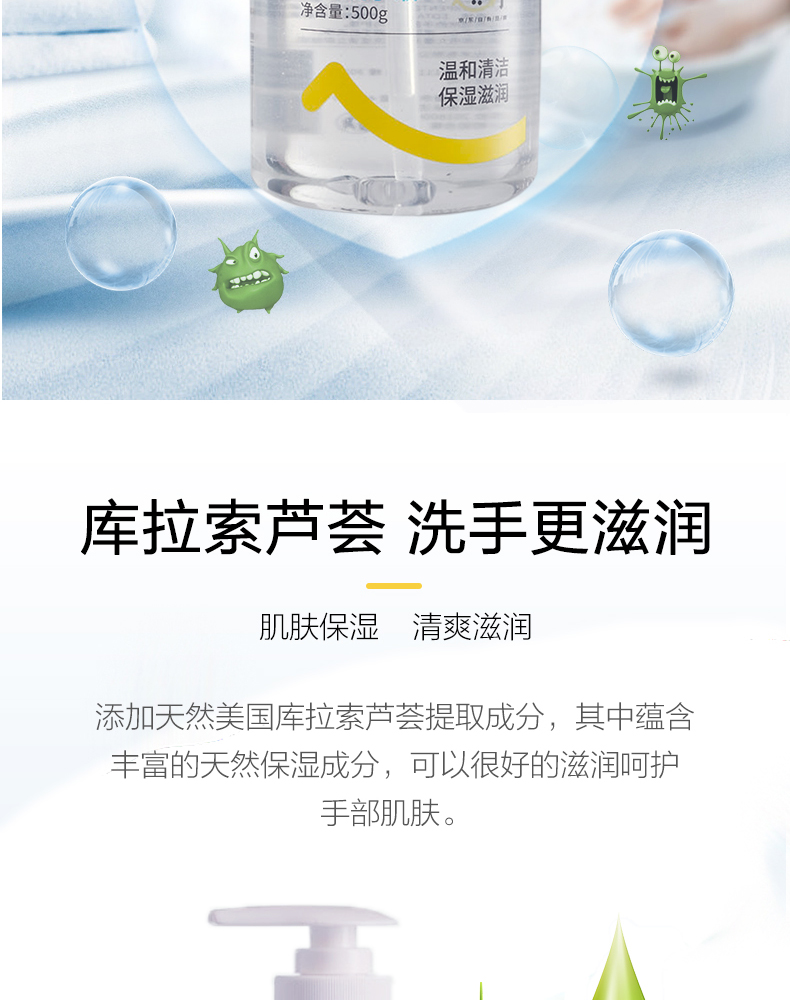 净含量:500g
温和清洁
保湿滋润
库拉索芦荟 洗手更滋润
肌肤保湿 清爽滋润
添加天然美国库拉索芦荟提取成分，其中蕴含
丰富的天然保湿成分，可以很好的滋润呵护
手部肌肤。